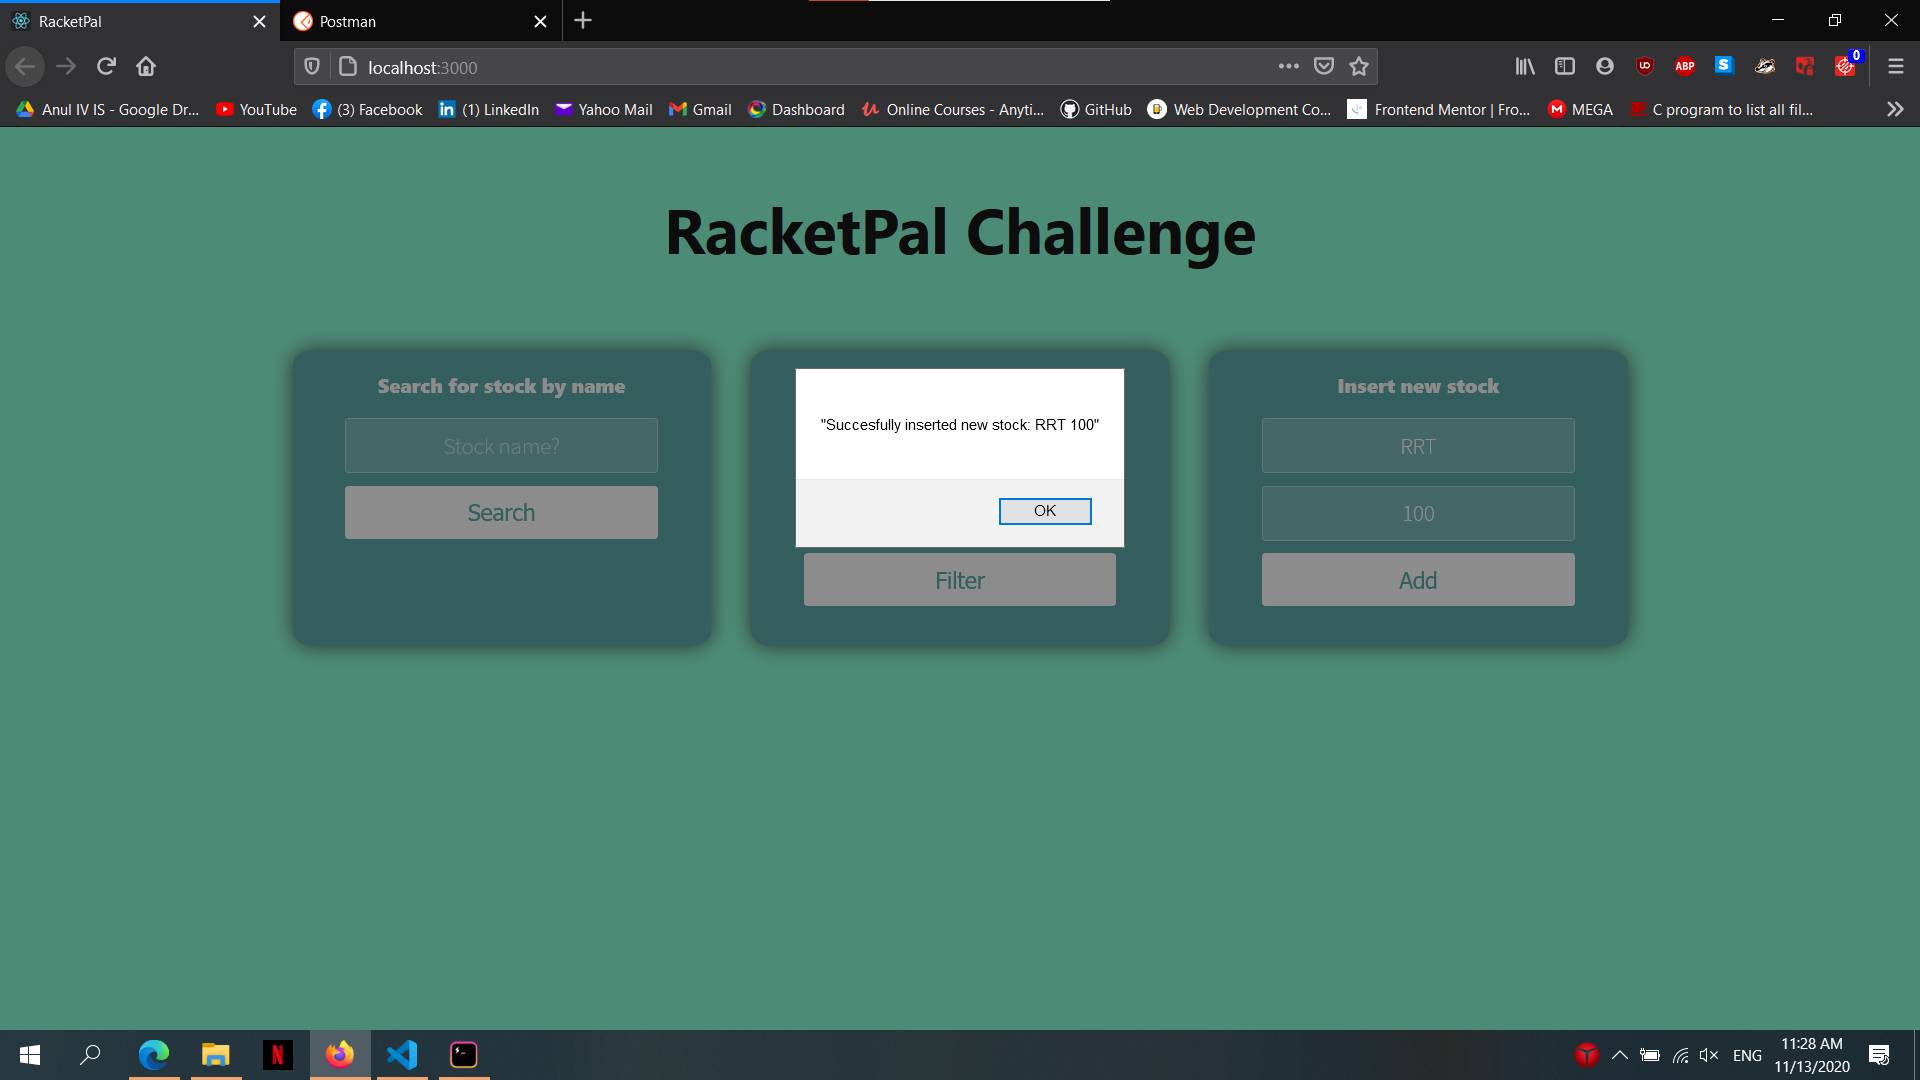 RacketPal
Postman
localhost:3000
ABP
S
0
Anul IV IS - Google Dr...
YouTube
(3) Facebook
(1) LinkedIn
Yahoo Mail
Gmail
Dashboard
Online Courses - Anyti...
GitHub
Web Development Co...
Frontend Mentor | Fro...
MEGA
C program to list all fil...
RacketPal Challenge
Search for stock by name
Stock name?
Search
"Succesfully inserted new stock: RRT 100"
OK
Filter
Insert new stock
RRT
100
Add
ENG
11:28 AM
11/13/2020